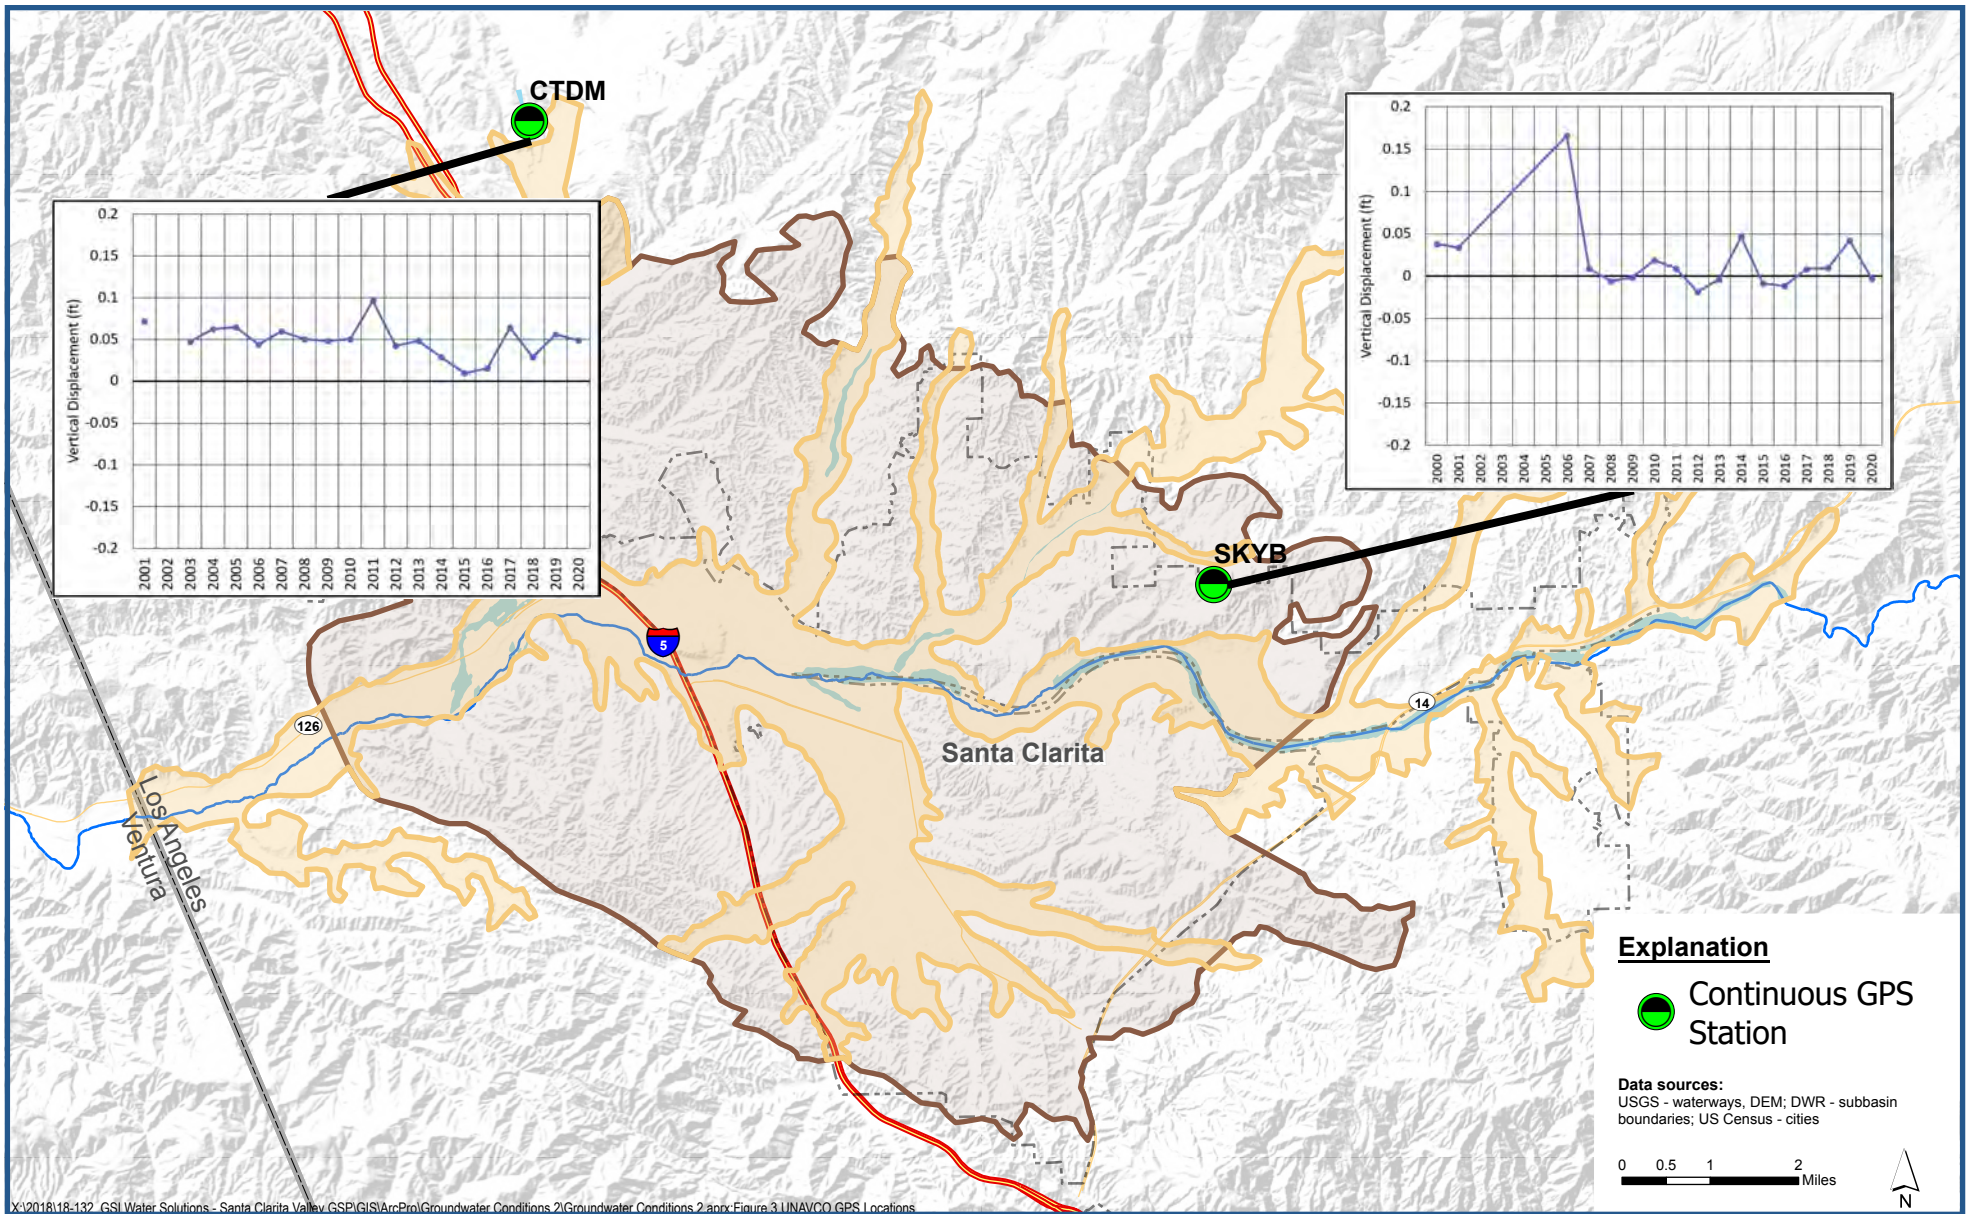 CTDM
0.2
0.15
0.1
0.05
0
-0.05
-0.1
-0.15
-0.2
Vertical Displacement (ft)
2001 2002 2003 2004 2005 2006 2007 2008 2009 2010 2011 2012 2013 2014 2015 2016 2017 2018 2019 2020
0.2
0.15
0.1
0.05
0
-0.05
-0.1
-0.15
-0.2
Vertical Displacement (ft)
2000 2001 2002 2003 2004 2005 2006 2007 2008 2009 2010 2011 2012 2013 2014 2015 2016 2017 2018 2019 2020
SKYB
5
14
126
Santa Clarita
Los Angeles
Ventura
Explanation
Continuous GPS
Station
Data sources:
USGS - waterways, DEM; DWR - subbasin
boundaries; US Census - cities
0 0.5 1 2
Miles
N
X:\2018\18-132_GSI Water Solutions - Santa Clarita Valley GSP\GIS\ArcPro\Groundwater Conditions 2\Groundwater Conditions 2.aprx:Figure 3 UNAVCO GPS Locations